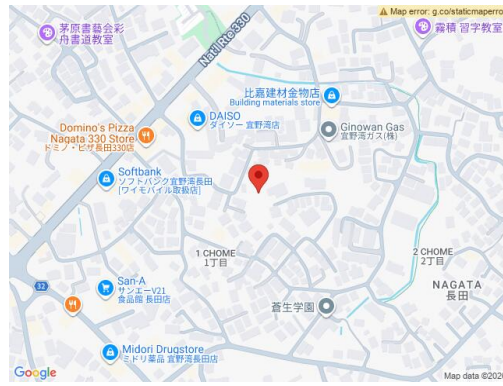 Map error: g.co/staticmaperro
茅原書藝会彩
舟書道教室
霧積 習字教室
Nat'l Rte 330
比嘉建材金物店
Building materials store
DAISO
ダイソー 宜野湾店
Ginowan Gas
宜野湾ガス(株)
Domino's Pizza
Nagata 330 Store
ドミノ・ピザ長田330店
Softbank
ソフトバンク宜野湾長田
[ワイモバイル取扱店]
1 CHOME
1丁目
2 CHOME
2丁目
San-A
サンエーV21
食品館 長田店
32
NAGATA
長田
蒼生学園
Midori Drugstore
ミドリ薬品 宜野湾長田店
Google
Map data ©202